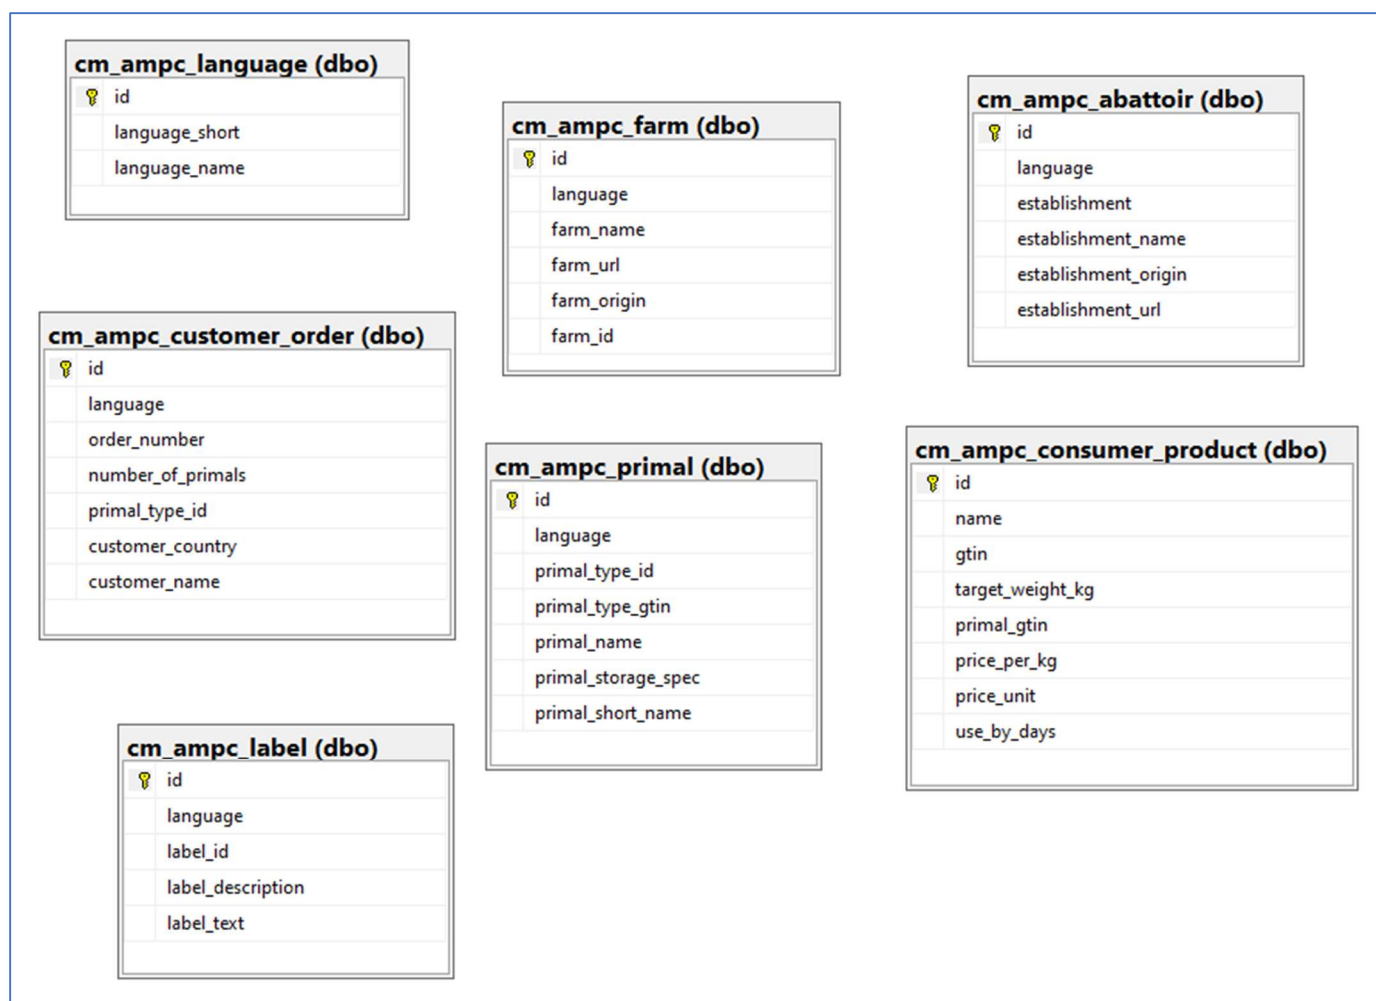 cm_ampc_language (dbo)
id
language_short
language_name
cm_ampc_farm (dbo)
id
language
farm_name
farm_url
farm_origin
farm_id
cm_ampc_abattoir (dbo)
id
language
establishment
establishment_name
establishment_origin
establishment_url
cm_ampc_customer_order (dbo)
id
language
order_number
number_of_primals
primal_type_id
customer_country
customer_name
cm_ampc_primal (dbo)
id
language
primal_type_id
primal_type_gtin
primal_name
primal_storage_spec
primal_short_name
cm_ampc_consumer_product (dbo)
id
name
gtin
target_weight_kg
primal_gtin
price_per_kg
price_unit
use_by_days
cm_ampc_label (dbo)
id
language
label_id
label_description
label_text